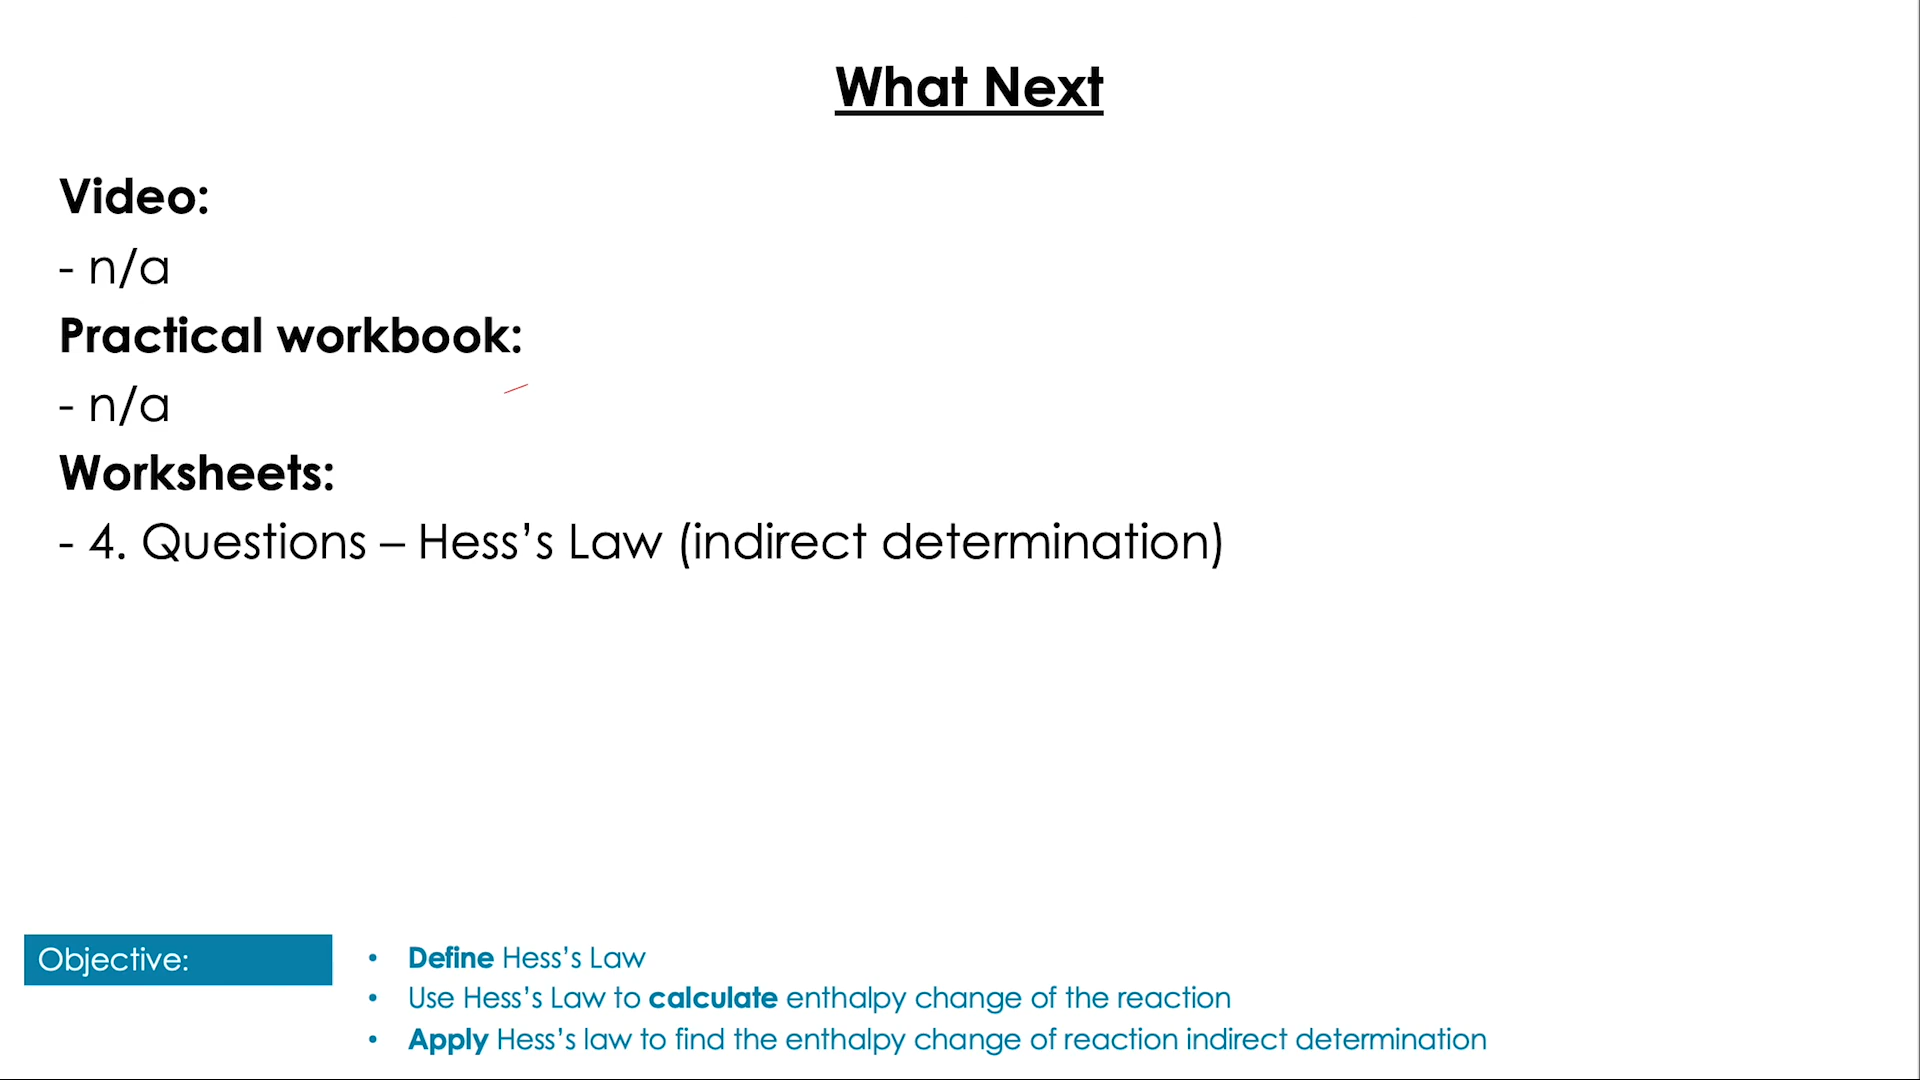 What Next
Video:
- n/a
Practical workbook:
- n/a
Worksheets:
- 4. Questions – Hess’s Law (indirect determination)
Objective:
• Define Hess’s Law
• Use Hess’s Law to calculate enthalpy change of the reaction
• Apply Hess’s law to find the enthalpy change of reaction indirect determination